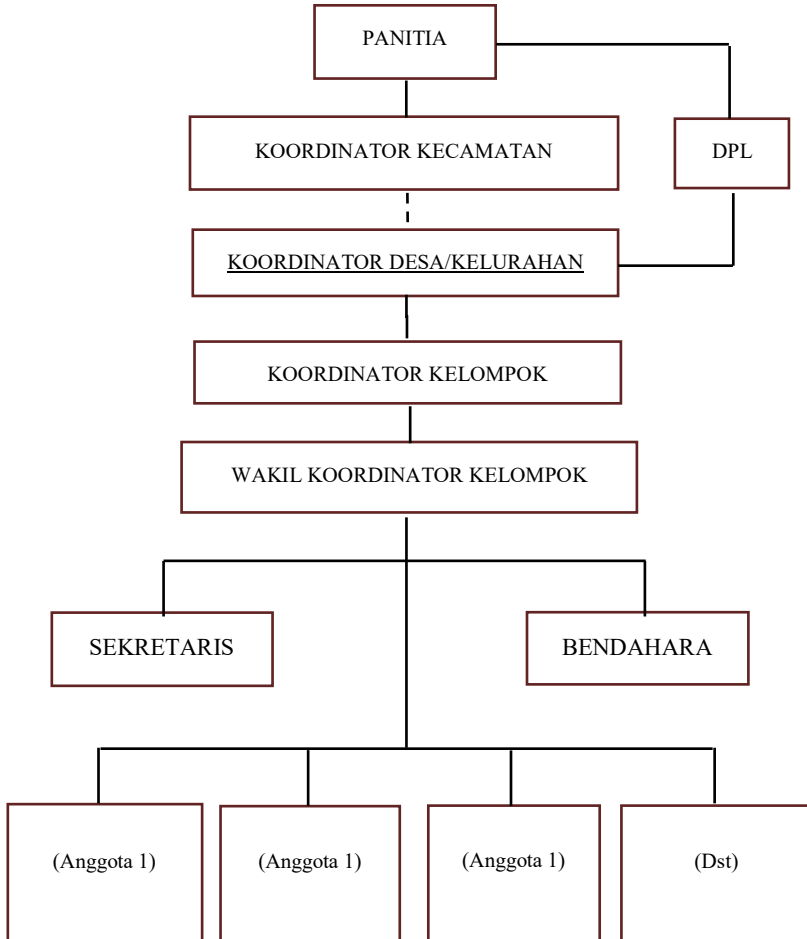 PANITIA
KOORDINATOR KECAMATAN
DPL
KOORDINATOR DESA/KELURAHAN
KOORDINATOR KELOMPOK
WAKIL KOORDINATOR KELOMPOK
SEKRETARIS
BENDAHARA
(Anggota 1)
(Anggota 1)
(Anggota 1)
(Dst)